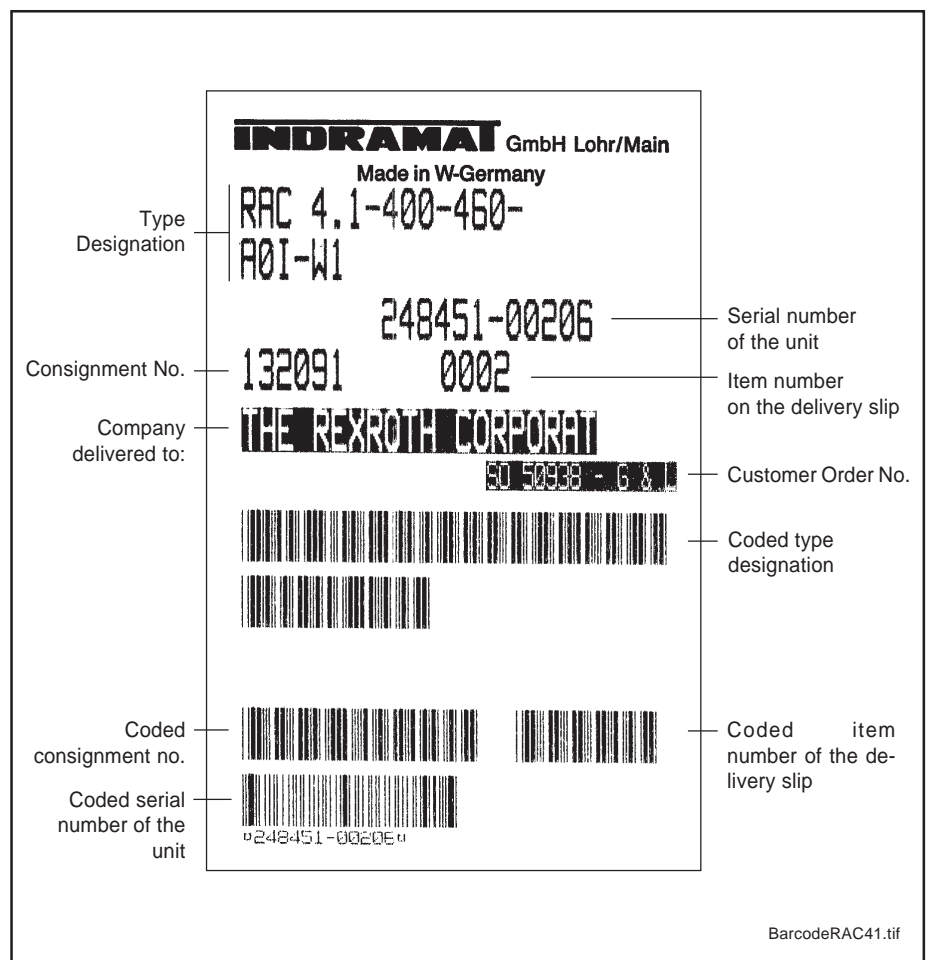 INDRAMAT GmbH Lohr/Main
Made in W-Germany
Type
Designation
RAC 4.1-400-460-
A0I-W1
248451-00206
Serial number
of the unit
Consignment No.
132091 0002
Item number
on the delivery slip
Company
delivered to:
THE REXROTH CORPORAT
SO 50938 - G & L
Customer Order No.
Coded type
designation
Coded
consignment no.
Coded item
number of the de-
livery slip
Coded serial
number of the
unit
¤248451-00206¤
BarcodeRAC41.tif